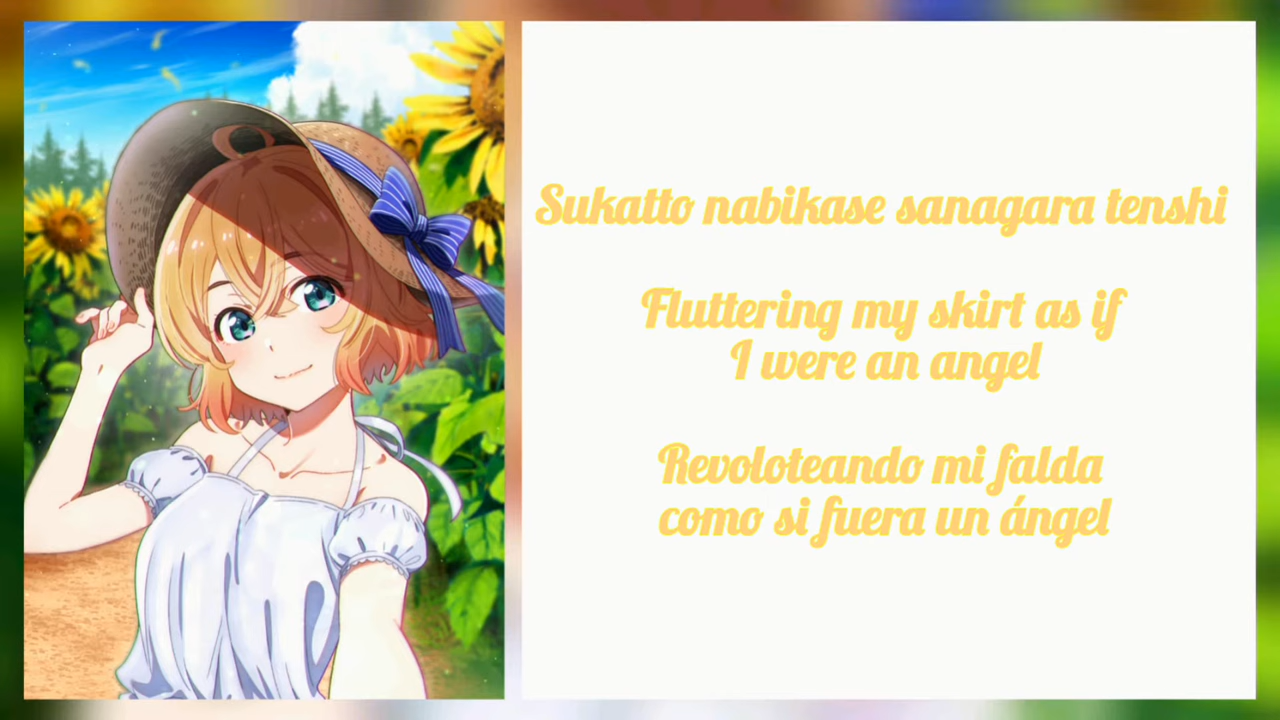 Sukatto nabikase sanagara tenshi
Fluttering my skirt as if
I were an angel
Revoloteando mi falda
como si fuera un ángel